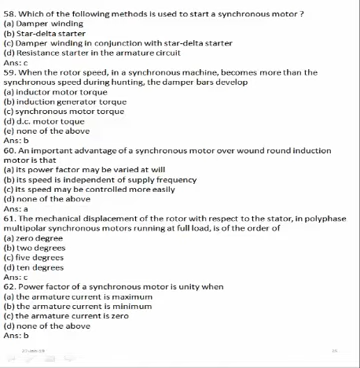 58. Which of the following methods is used to start a synchronous motor ?
(a) Damper winding
(b) Star-delta starter
(c) Damper winding in conjunction with star-delta starter
(d) Resistance starter in the armature circuit
Ans: c
59. When the rotor speed, in a synchronous machine, becomes more than the
synchronous speed during hunting, the damper bars develop
(a) inductor motor torque
(b) induction generator torque
(c) synchronous motor torque
(d) d.c. motor toque
(e) none of the above
Ans: b
60. An important advantage of a synchronous motor over wound round induction
motor is that
(a) its power factor may be varied at will
(b) its speed is independent of supply frequency
(c) its speed may be controlled more easily
(d) none of the above
Ans: a
61. The mechanical displacement of the rotor with respect to the stator, in polyphase
multipolar synchronous motors running at full load, is of the order of
(a) zero degree
(b) two degrees
(c) five degrees
(d) ten degrees
Ans: c
62. Power factor of a synchronous motor is unity when
(a) the armature current is maximum
(b) the armature current is minimum
(c) the armature current is zero
(d) none of the above
Ans: b